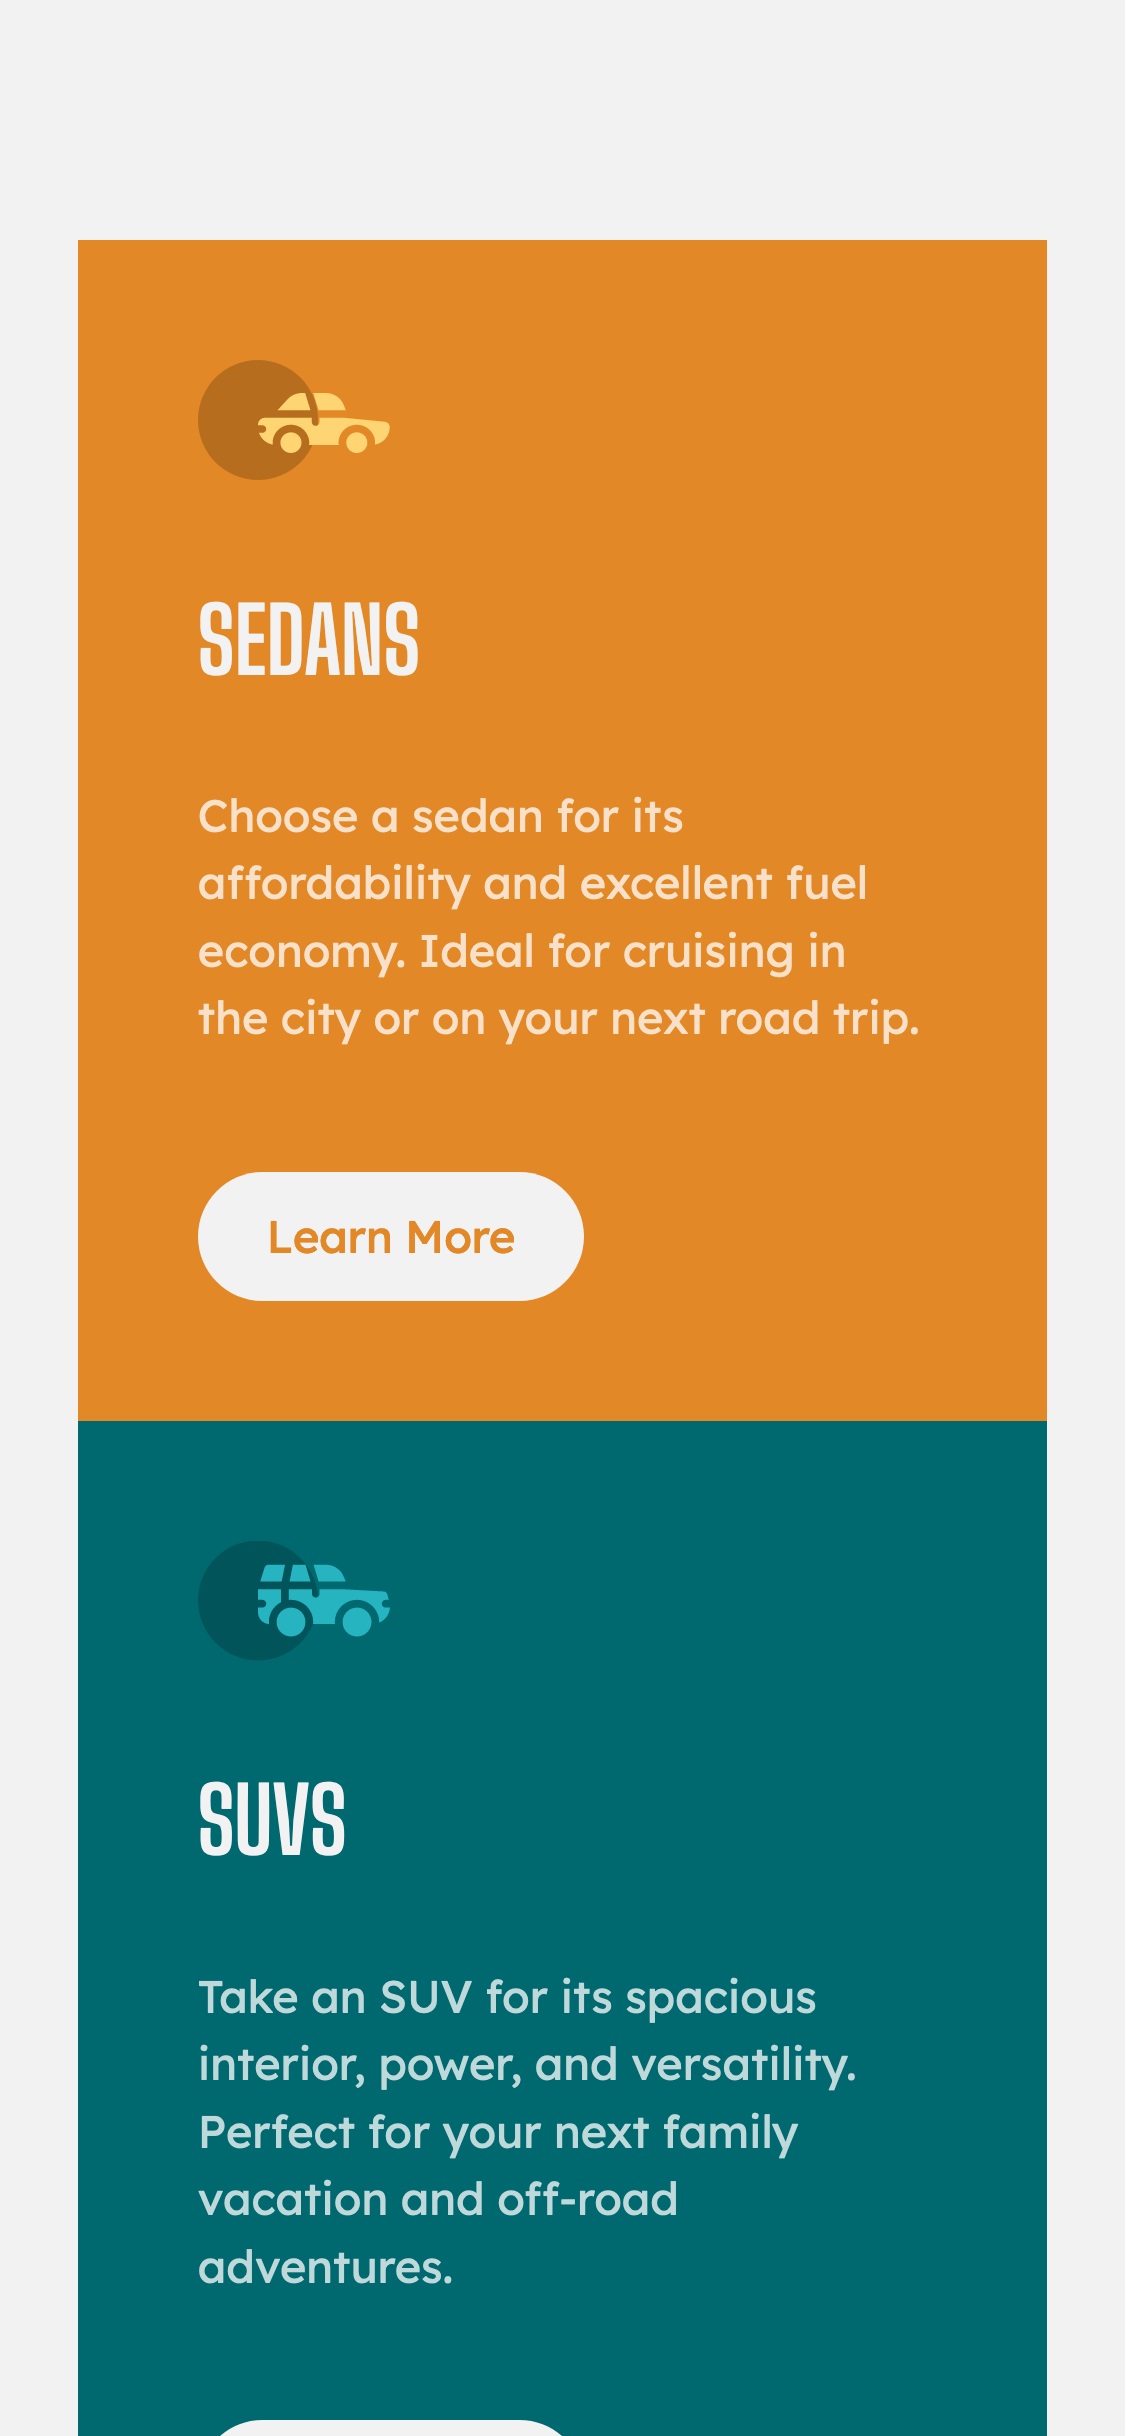 SEDANS
Choose a sedan for its
affordability and excellent fuel
economy. Ideal for cruising in
the city or on your next road trip.
Learn More
SUVS
Take an SUV for its spacious
interior, power, and versatility.
Perfect for your next family
vacation and off-road
adventures.